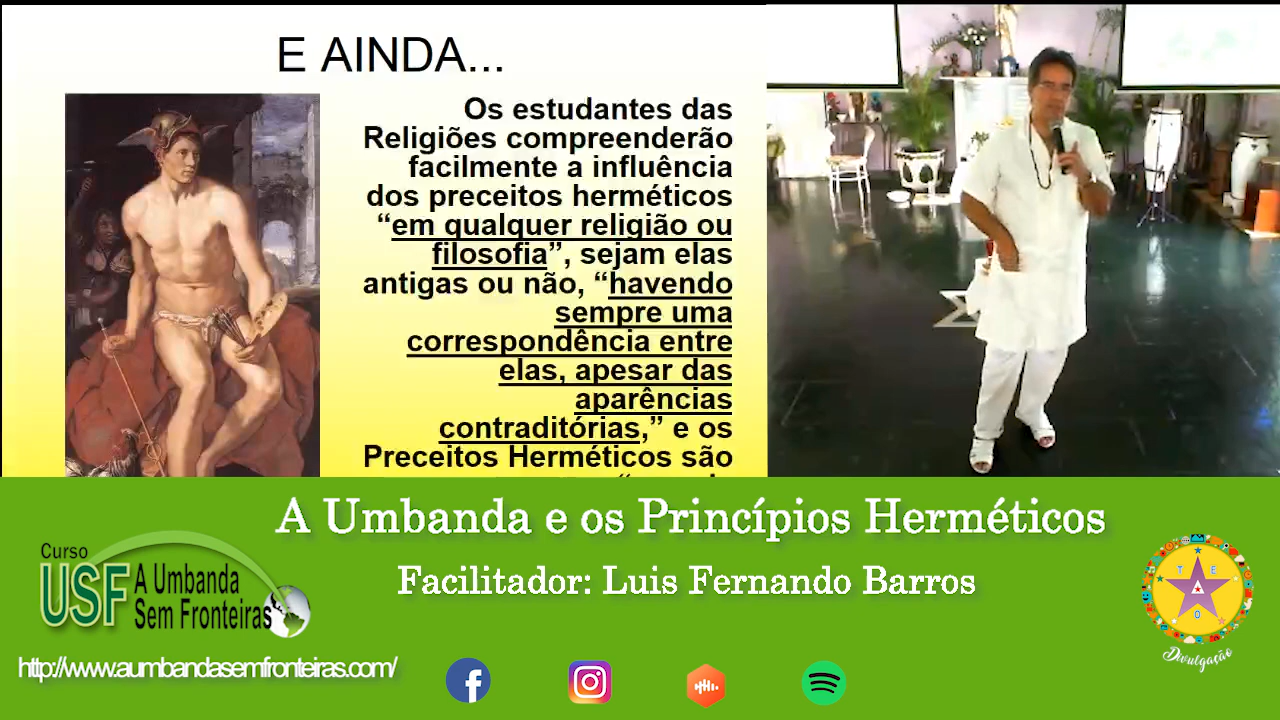 E AINDA...
Os estudantes das
Religiões compreenderão
facilmente a influência
dos preceitos herméticos
“em qualquer religião ou
filosofia”, sejam elas
antigas ou não, “havendo
sempre uma
correspondência entre
elas, apesar das
aparências
contraditórias,” e os
Preceitos Herméticos são
A Umbanda e os Princípios Herméticos
Facilitador: Luis Fernando Barros
Curso
USF A Umbanda
Sem Fronteiras
http://www.aumbandasemfronteiras.com/
T E
A
O
Divulgação